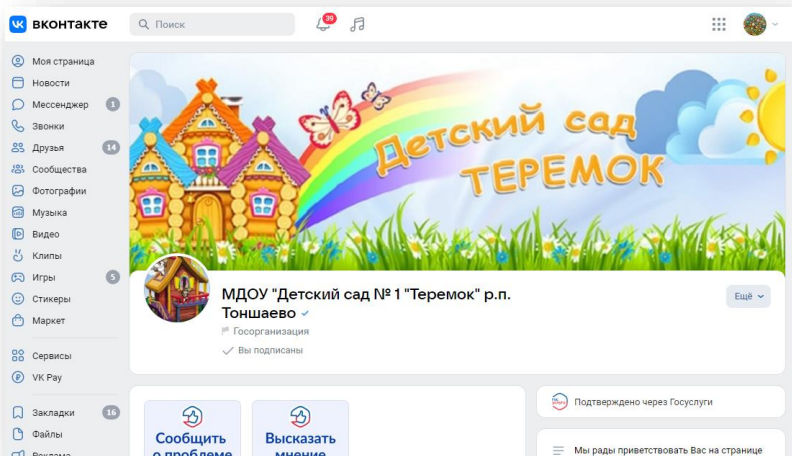 вконтакте
Поиск
39
Моя страница
Новости
Мессенджер 1
Звонки
Друзья 14
Сообщества
Фотографии
Музыка
Видео
Клипы
Игры 5
Стикеры
Маркет
Сервисы
VK Pay
Закладки 16
Файлы
Реклама
Детский сад
ТЕРЕМОК
МДОУ "Детский сад № 1 "Теремок" р.п.
Тоншаево
Госорганизация
Вы подписаны
Ещё
Сообщить
о проблеме
Высказать
мнение
Подтверждено через Госуслуги
Мы рады приветствовать Вас на странице